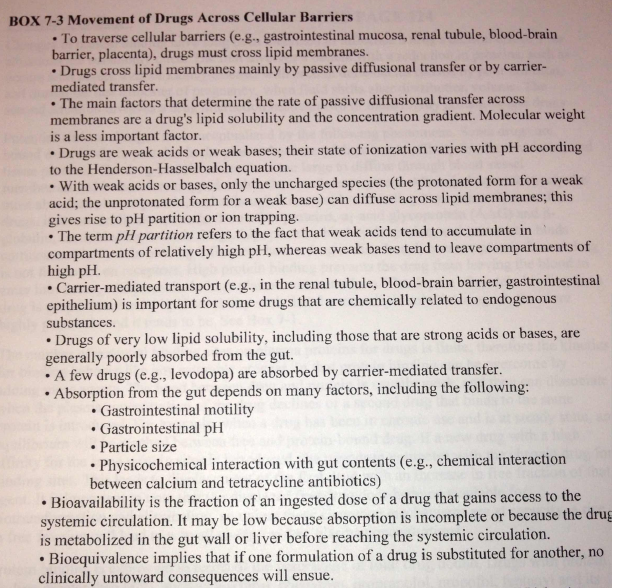 BOX 7-3 Movement of Drugs Across Cellular Barriers
• To traverse cellular barriers (e.g., gastrointestinal mucosa, renal tubule, blood-brain
barrier, placenta), drugs must cross lipid membranes.
• Drugs cross lipid membranes mainly by passive diffusional transfer or by carrier-
mediated transfer.
• The main factors that determine the rate of passive diffusional transfer across
membranes are a drug's lipid solubility and the concentration gradient. Molecular weight
is a less important factor.
• Drugs are weak acids or weak bases; their state of ionization varies with pH according
to the Henderson-Hasselbalch equation.
• With weak acids or bases, only the uncharged species (the protonated form for a weak
acid; the unprotonated form for a weak base) can diffuse across lipid membranes; this
gives rise to pH partition or ion trapping.
• The term pH partition refers to the fact that weak acids tend to accumulate in
compartments of relatively high pH, whereas weak bases tend to leave compartments of
high pH.
• Carrier-mediated transport (e.g., in the renal tubule, blood-brain barrier, gastrointestinal
epithelium) is important for some drugs that are chemically related to endogenous
substances.
• Drugs of very low lipid solubility, including those that are strong acids or bases, are
generally poorly absorbed from the gut.
• A few drugs (e.g., levodopa) are absorbed by carrier-mediated transfer.
• Absorption from the gut depends on many factors, including the following:
• Gastrointestinal motility
• Gastrointestinal pH
• Particle size
• Physicochemical interaction with gut contents (e.g., chemical interaction
between calcium and tetracycline antibiotics)
• Bioavailability is the fraction of an ingested dose of a drug that gains access to the
systemic circulation. It may be low because absorption is incomplete or because the drug
is metabolized in the gut wall or liver before reaching the systemic circulation.
• Bioequivalence implies that if one formulation of a drug is substituted for another, no
clinically untoward consequences will ensue.